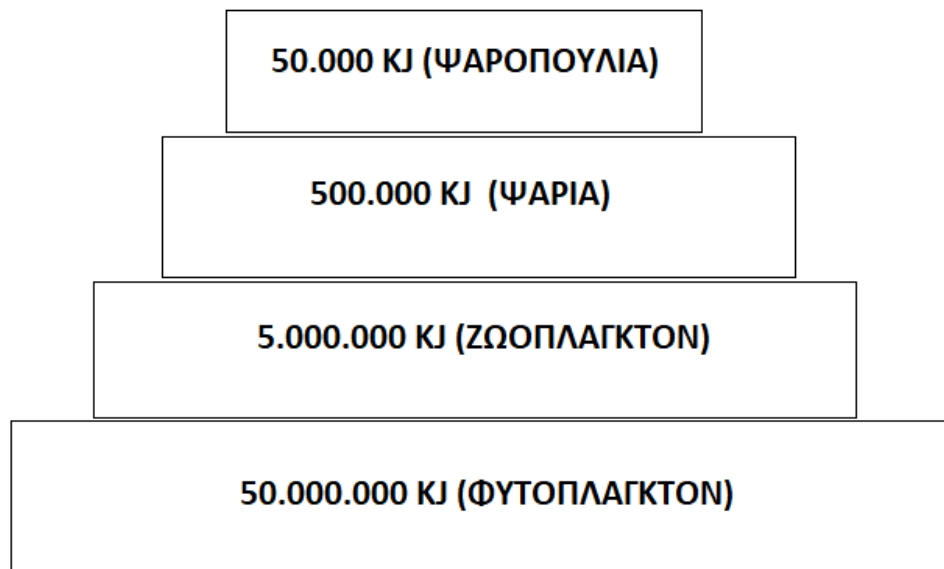 50.000 KJ (ΨΑΡΟΠΟΥΛΙΑ)
500.000 KJ (ΨΑΡΙΑ)
5.000.000 KJ (ΖΩΟΠΛΑΓΚΤΟΝ)
50.000.000 KJ (ΦΥΤΟΠΛΑΓΚΤΟΝ)